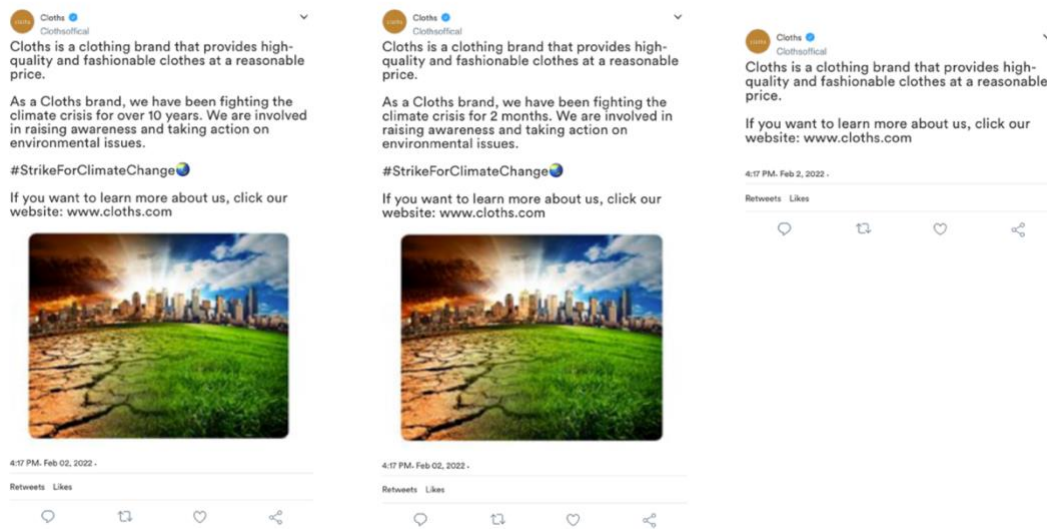 Cloths
Clothsoffical
Cloths is a clothing brand that provides high-
quality and fashionable clothes at a reasonable
price.
As a Cloths brand, we have been fighting the
climate crisis for over 10 years. We are involved
in raising awareness and taking action on
environmental issues.
#StrikeForClimateChange
If you want to learn more about us, click our
website: www.cloths.com
4:17 PM. Feb 02, 2022 .
Retweets Likes
Cloths
Clothsoffical
Cloths is a clothing brand that provides high-
quality and fashionable clothes at a reasonable
price.
As a Cloths brand, we have been fighting the
climate crisis for 2 months. We are involved in
raising awareness and taking action on
environmental issues.
#StrikeForClimateChange
If you want to learn more about us, click our
website: www.cloths.com
4:17 PM. Feb 02, 2022 .
Retweets Likes
Cloths
Clothsoffical
Cloths is a clothing brand that provides high-
quality and fashionable clothes at a reasonable
price.
If you want to learn more about us, click our
website: www.cloths.com
4:17 PM. Feb 2, 2022 .
Retweets Likes